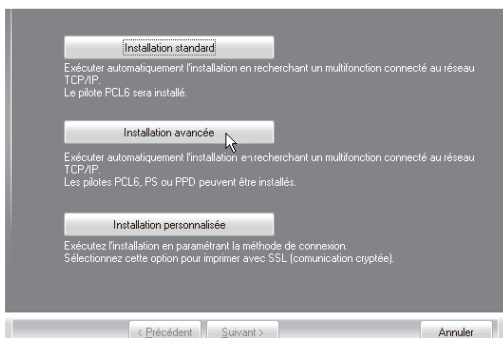 Installation standard
Exécuter automatiquement l'installation en recherchant un multifonction connecté au réseau
TCP/IP.
Le pilote PCL6 sera installé.
Installation avancée
Exécuter automatiquement l'installation en recherchant un multifonction connecté au réseau
TCP/IP.
Les pilotes PCL6, PS ou PPD peuvent être installés.
Installation personnalisée
Exécutez l'installation en paramétrant la méthode de connexion.
Sélectionnez cette option pour imprimer avec SSL (comunication cryptée).
< Précédent Suivant > Annuler